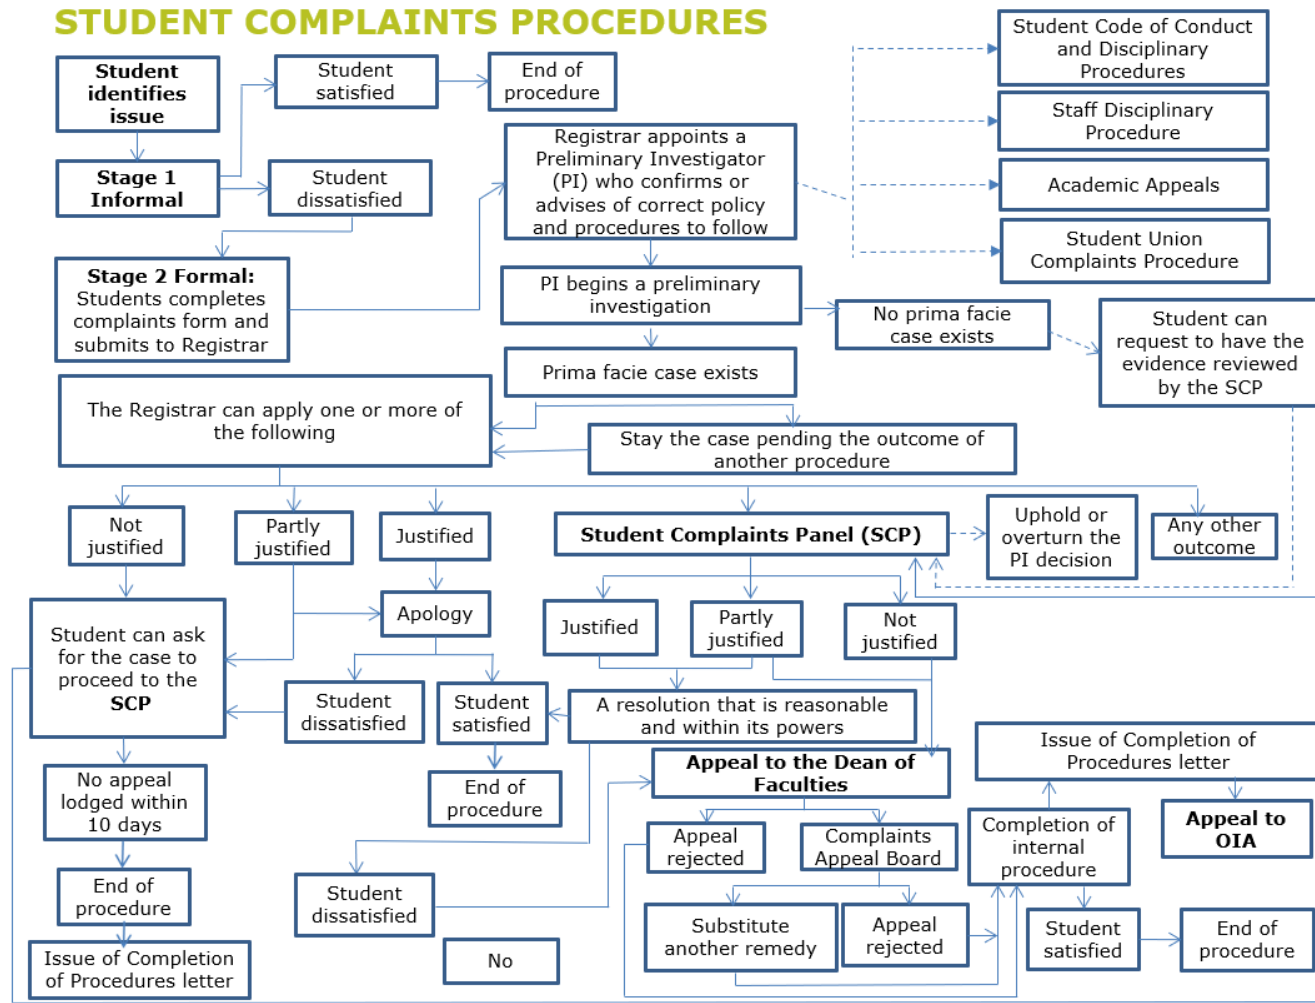 STUDENT COMPLAINTS PROCEDURES
Student
identifies
issue
Student
satisfied
End of
procedure
Student Code of Conduct
and Disciplinary
Procedures
Staff Disciplinary
Procedure
Academic Appeals
Student Union
Complaints Procedure
Registrar appoints a
Preliminary Investigator
(PI) who confirms or
advises of correct policy
and procedures to follow
Stage 1
Informal
Student
dissatisfied
Stage 2 Formal:
Students completes
complaints form and
submits to Registrar
PI begins a preliminary
investigation
No prima facie
case exists
Student can
request to have the
evidence reviewed
by the SCP
Prima facie case exists
The Registrar can apply one or more of
the following
Stay the case pending the outcome of
another procedure
Not
justified
Partly
justified
Justified
Student Complaints Panel (SCP)
Uphold or
overturn the
PI decision
Any other
outcome
Student can ask
for the case to
proceed to the
SCP
Apology
Justified
Partly
justified
Not
justified
Student
dissatisfied
Student
satisfied
A resolution that is reasonable
and within its powers
Appeal to the Dean of
Faculties
Issue of Completion of
Procedures letter
No appeal
lodged within
10 days
End of
procedure
Appeal
rejected
Complaints
Appeal Board
Completion of
internal
procedure
Appeal to
OIA
End of
procedure
Student
dissatisfied
Substitute
another remedy
Appeal
rejected
Student
satisfied
End of
procedure
Issue of Completion
of Procedures letter
No